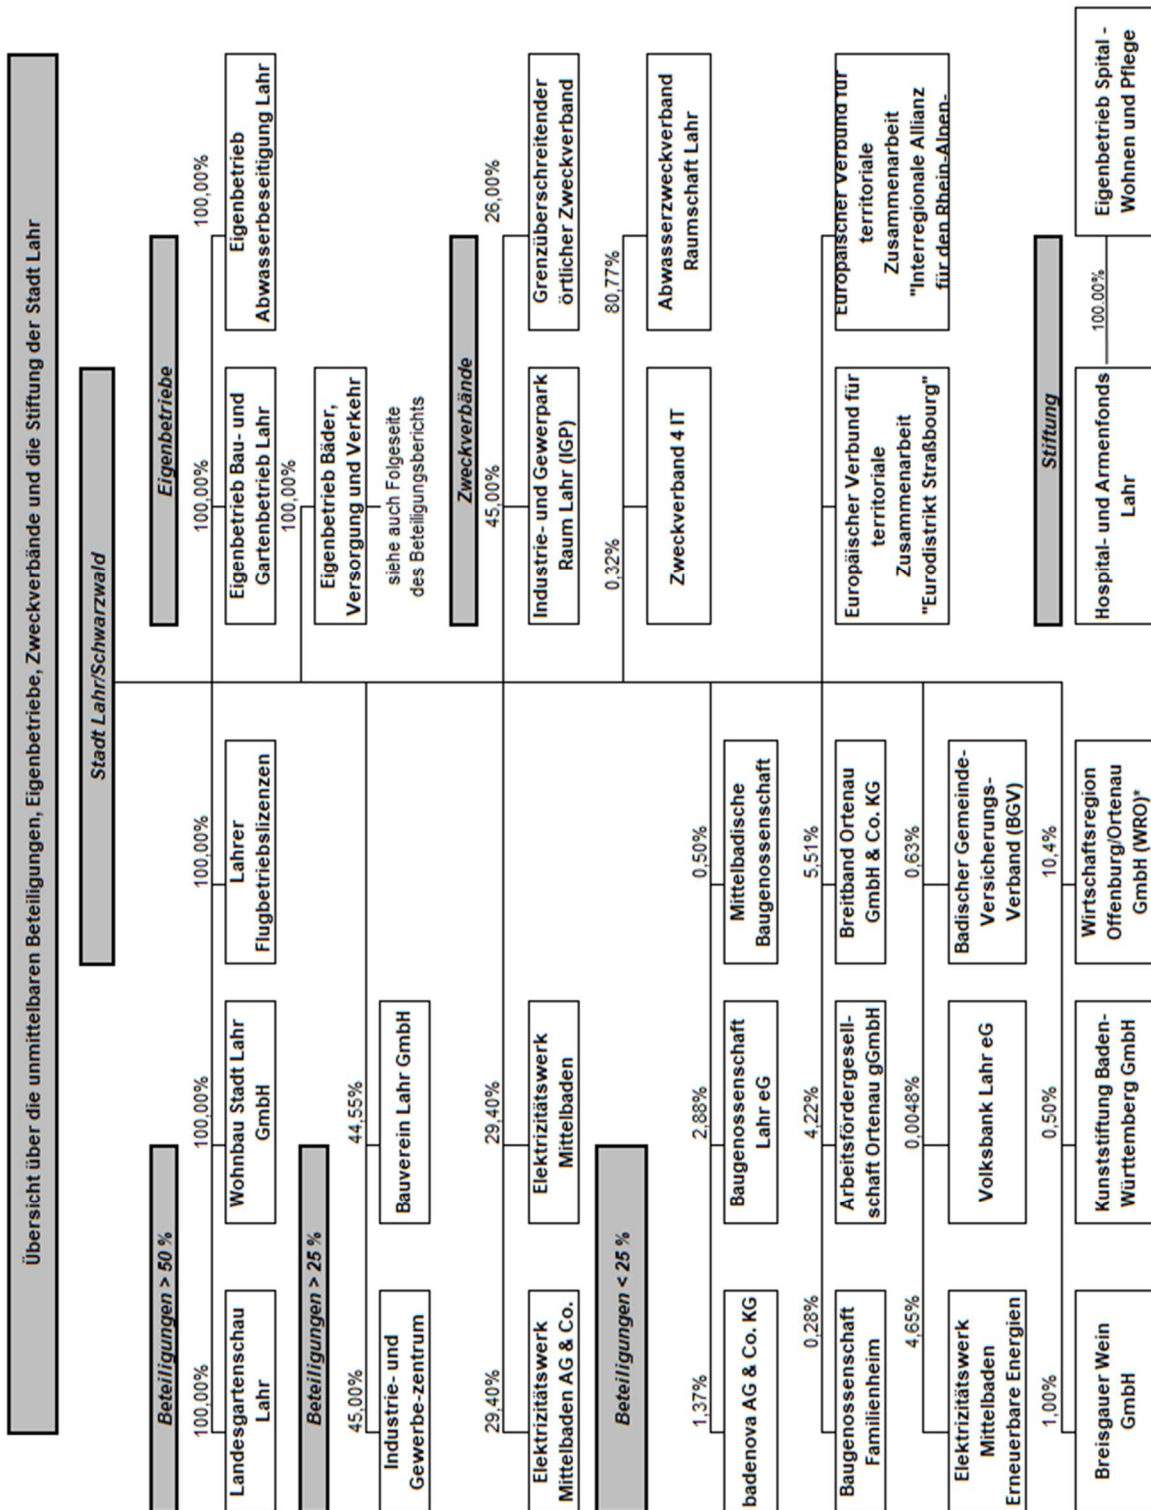 Übersicht über die unmittelbaren Beteiligungen, Eigenbetriebe, Zweckverbände und die Stiftung der Stadt Lahr
Stadt Lahr/Schwarzwald
Beteiligungen > 50 %
Eigenbetriebe
100,00%
100,00%
100,00%
100,00%
100,00%
Landesgartenschau
Lahr
Wohnbau Stadt Lahr
GmbH
Lahrer
Flugbetriebslizenzen
Eigenbetrieb Bau- und
Gartenbetrieb Lahr
Eigenbetrieb
Abwasserbeseitigung Lahr
100,00%
Beteiligungen > 25 %
Eigenbetrieb Bäder,
Versorgung und Verkehr
45,00%
44,55%
siehe auch Folgeseite
des Beteiligungsberichts
Industrie- und
Gewerbe-zentrum
Bauverein Lahr GmbH
Zweckverbände
29,40%
29,40%
45,00%
26,00%
Elektrizitätswerk
Mittelbaden AG & Co.
Elektrizitätswerk
Mittelbaden
Industrie- und Gewerpark
Raum Lahr (IGP)
Grenzüberschreitender
örtlicher Zweckverband
Beteiligungen < 25 %
0,32%
80,77%
Zweckverband 4 IT
Abwasserzweckverband
Raumschaft Lahr
1,37%
2,88%
0,50%
badenova AG & Co. KG
Baugenossenschaft
Lahr eG
Mittelbadische
Baugenossenschaft
0,28%
4,22%
5,51%
Baugenossenschaft
Familienheim
Arbeitsfördergesell-
schaft Ortenau gGmbH
Breitband Ortenau
GmbH & Co. KG
Europäischer Verbund für
territoriale
Zusammenarbeit
"Eurodistrikt Straßbourg"
Europäischer Verbund für
territoriale
Zusammenarbeit
"Interregionale Allianz
für den Rhein-Alpen-
4,65%
0,0048%
0,63%
Elektrizitätswerk
Mittelbaden
Erneuerbare Energien
Volksbank Lahr eG
Badischer Gemeinde-
Versicherungs-
Verband (BGV)
Stiftung
1,00%
0,50%
10,4%
Breisgauer Wein
GmbH
Kunststiftung Baden-
Württemberg GmbH
Wirtschaftsregion
Offenburg/Ortenau
GmbH (WRO)*
Hospital- und Armenfonds
Lahr
100.00%
Eigenbetrieb Spital -
Wohnen und Pflege